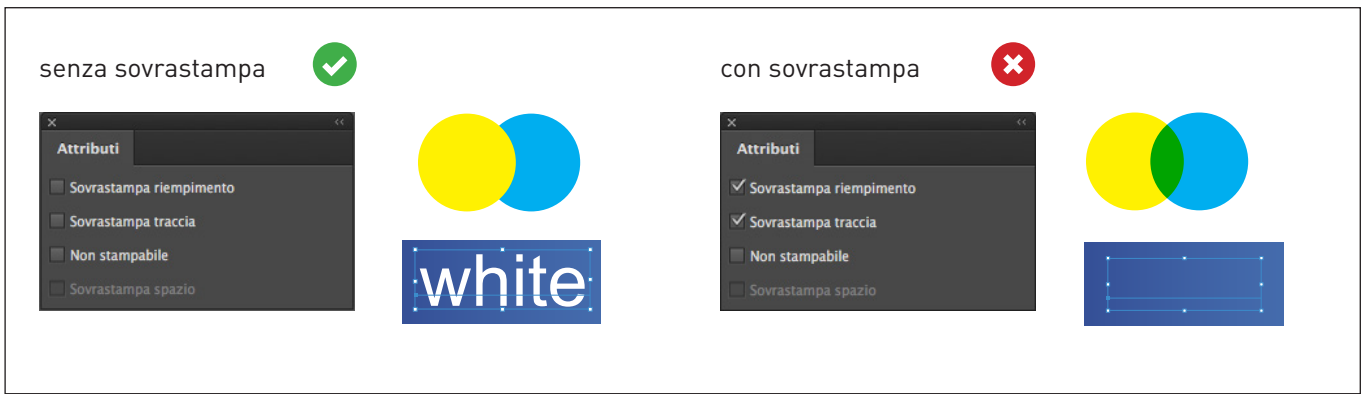 senza sovrastampa
Attributi
Sovrastampa riempimento
Sovrastampa traccia
Non stampabile
Sovrastampa spazio
white
con sovrastampa
Attributi
Sovrastampa riempimento
Sovrastampa traccia
Non stampabile
Sovrastampa spazio